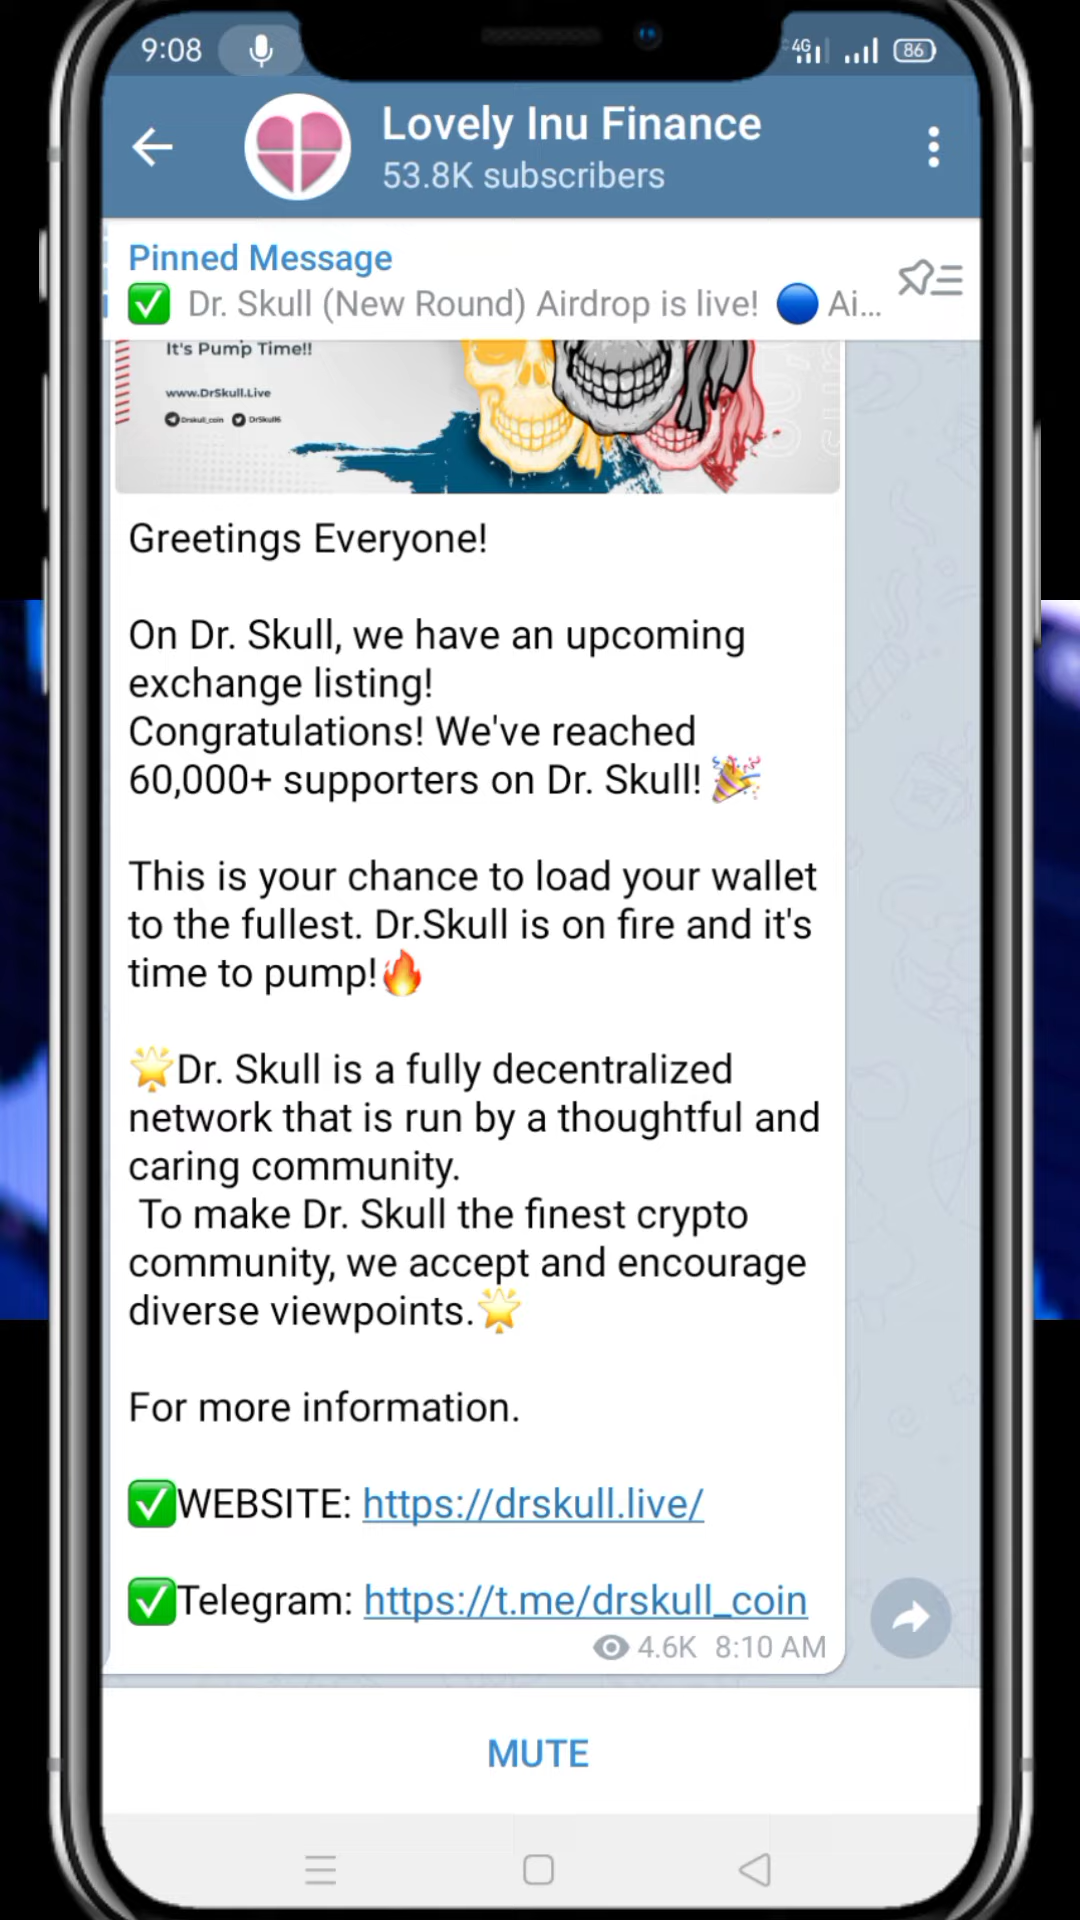 9:08
4G
86
Lovely Inu Finance
53.8K subscribers
Pinned Message
✅ Dr. Skull (New Round) Airdrop is live! 🔵 Ai...
It's Pump Time!!
www.DrSkull.Live
Drskull_coin DrSkull6
Greetings Everyone!
On Dr. Skull, we have an upcoming
exchange listing!
Congratulations! We've reached
60,000+ supporters on Dr. Skull! 🎉
This is your chance to load your wallet
to the fullest. Dr.Skull is on fire and it's
time to pump!🔥
🌟Dr. Skull is a fully decentralized
network that is run by a thoughtful and
caring community.
To make Dr. Skull the finest crypto
community, we accept and encourage
diverse viewpoints.🌟
For more information.
✅WEBSITE: https://drskull.live/
✅Telegram: https://t.me/drskull_coin
4.6K 8:10 AM
MUTE